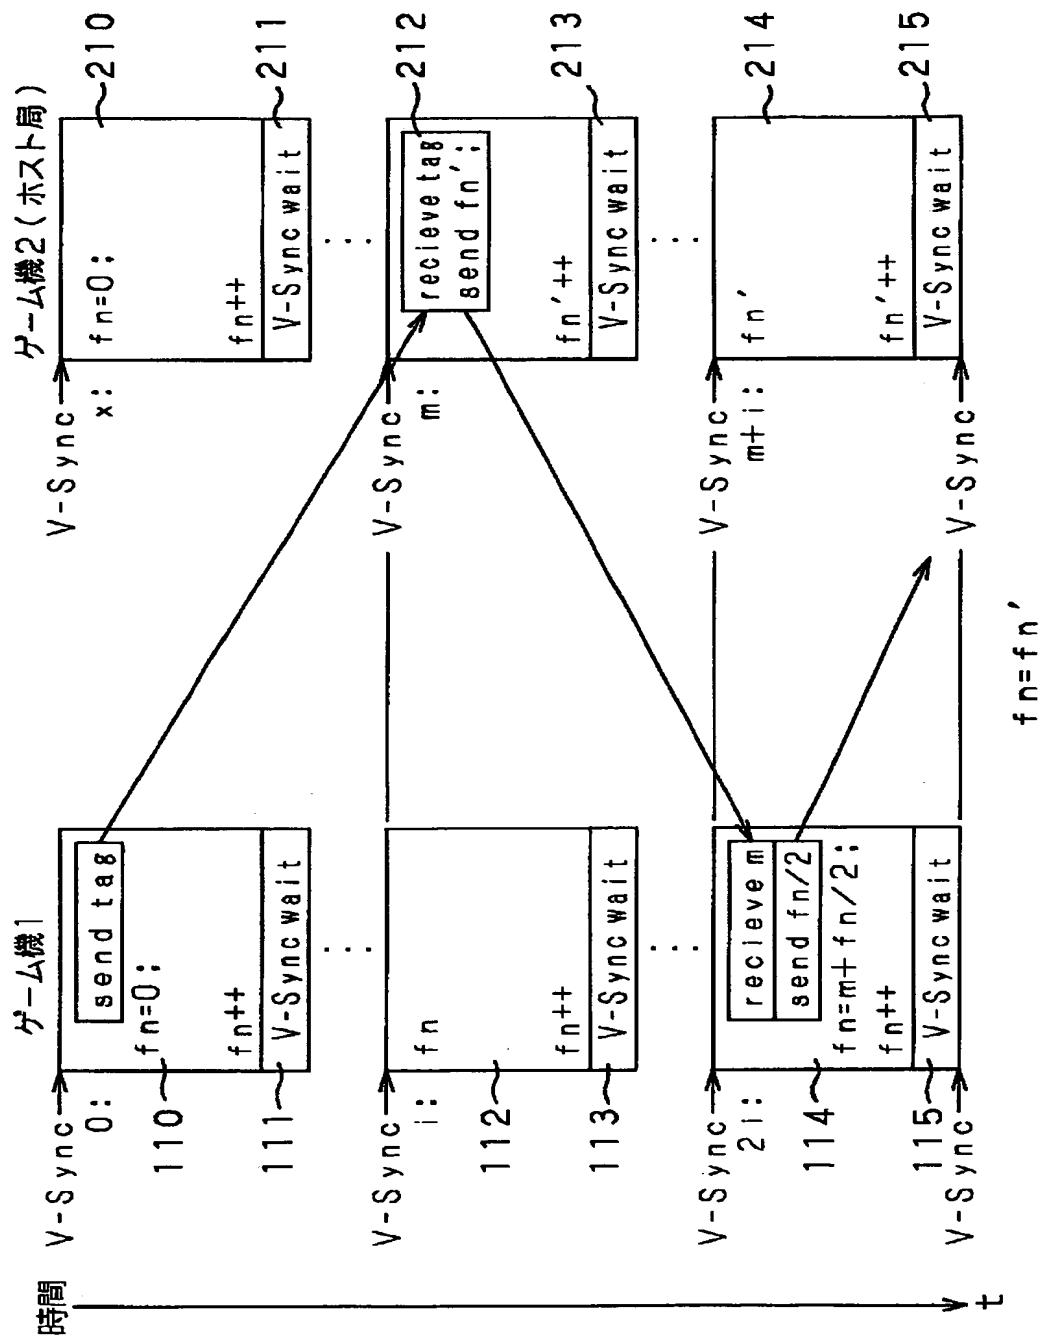 時間
t
ゲーム機1
ゲーム機2(ホスト局)
V-Sync
0:
send tag
fn=0;
fn++
V-Sync wait
110
111
V-Sync
x:
fn=0;
fn++
V-Sync wait
210
211
V-Sync
i:
fn
fn++
V-Sync wait
112
113
V-Sync
m:
recieve tag
send fn';
fn'++
V-Sync wait
212
213
V-Sync
2i:
recieve m
send fn/2
fn=m+fn/2;
fn++
V-Sync wait
114
115
V-Sync
V-Sync
m+i:
fn'
fn'++
V-Sync wait
214
215
V-Sync
fn=fn'